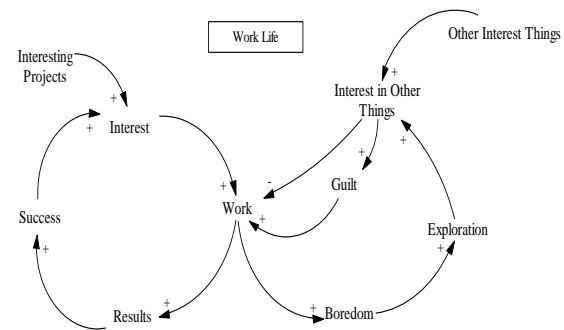 Work Life
Other Interest Things
Interesting
Projects
+
+
Interest in Other
Things
+
Interest
+
+
+
-
Guilt
+
Work
+
Success
+
Exploration
+
+
Results
+
Boredom